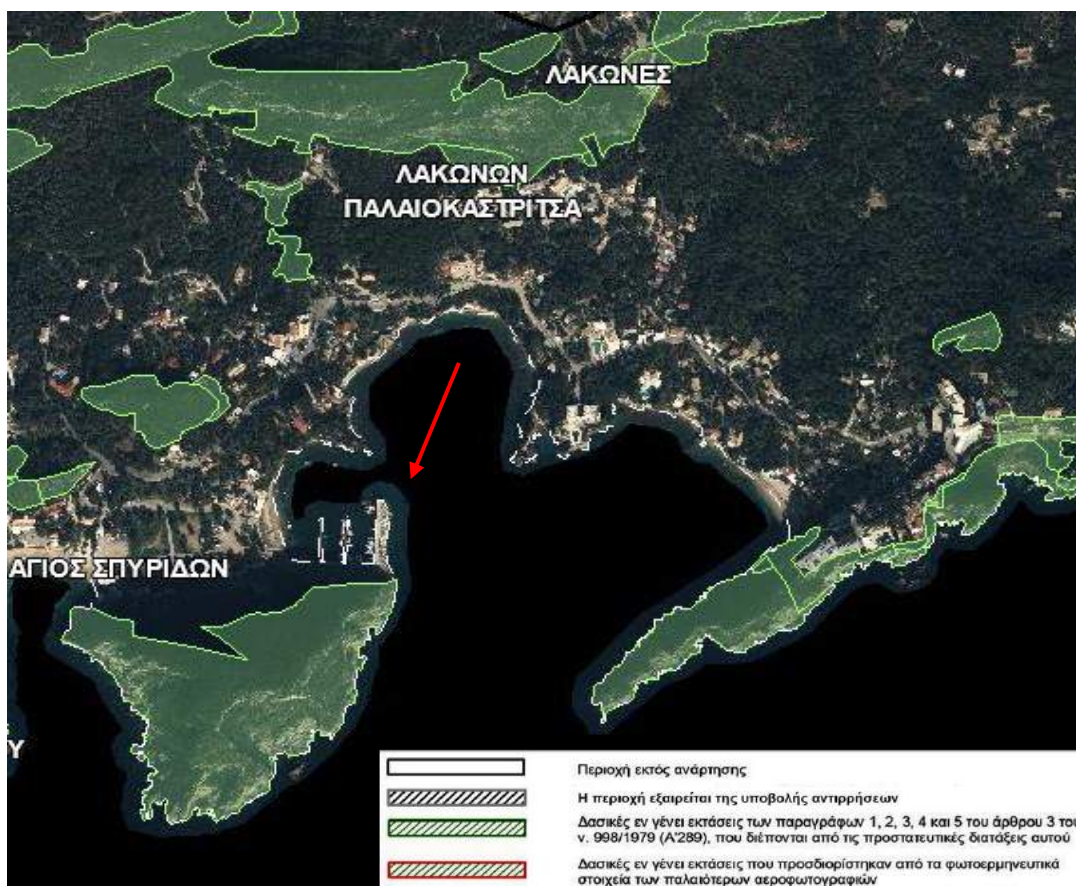 ΛΑΚΩΝΕΣ
ΛΑΚΩΝΩΝ
ΠΑΛΑΙΟΚΑΣΤΡΙΤΣΑ
ΑΓΙΟΣ ΣΠΥΡΙΔΩΝ
Υ
Περιοχή εκτός ανάρτησης
Η περιοχή εξαιρείται της υποβολής αντιρρήσεων
Δασικές εν γένει εκτάσεις των παραγράφων 1, 2, 3, 4 και 5 του άρθρου 3 του
ν. 998/1979 (Α'289), που διέπονται από τις προστατευτικές διατάξεις αυτού
Δασικές εν γένει εκτάσεις που προσδιορίστηκαν από τα φωτοερμηνευτικά
στοιχεία των παλαιότερων αεροφωτογραφιών